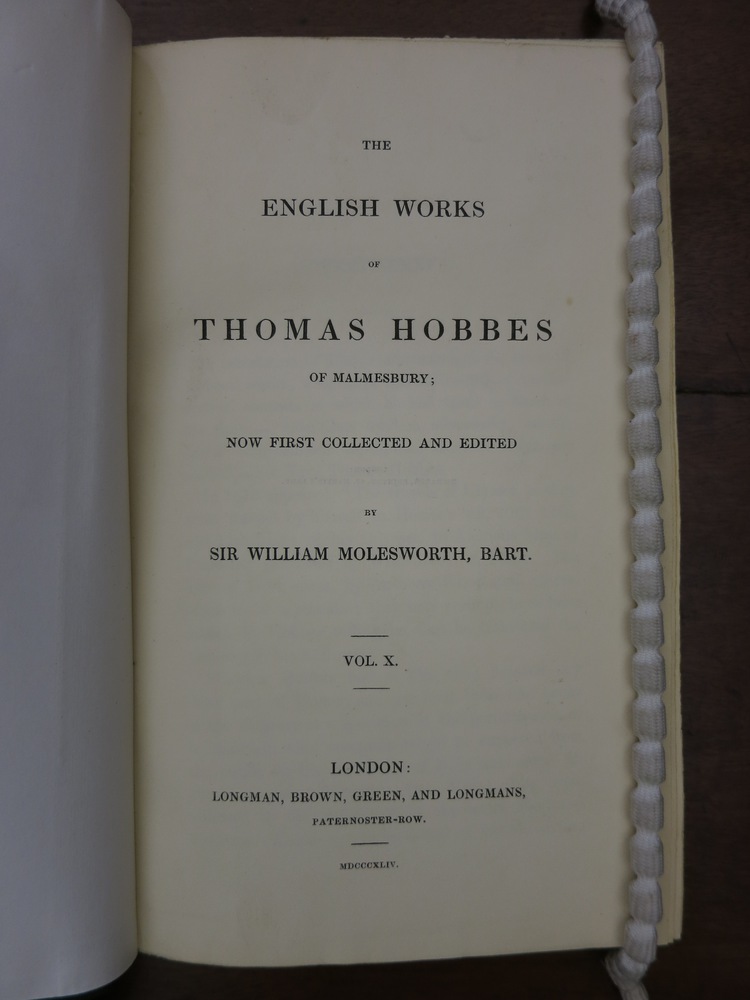 THE
ENGLISH WORKS
OF
THOMAS HOBBES
OF MALMESBURY;
NOW FIRST COLLECTED AND EDITED
BY
SIR WILLIAM MOLESWORTH, BART.
VOL. X.
LONDON:
LONGMAN, BROWN, GREEN, AND LONGMANS,
PATERNOSTER-ROW.
MDCCCXLIV.